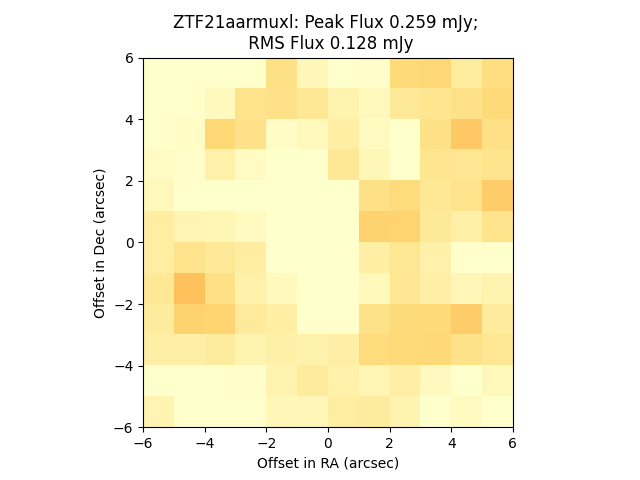 ZTF21aarmuxl: Peak Flux 0.259 mJy;
RMS Flux 0.128 mJy
6
4
2
0
−2
−4
−6
Offset in Dec (arcsec)
−6 −4 −2 0 2 4 6
Offset in RA (arcsec)